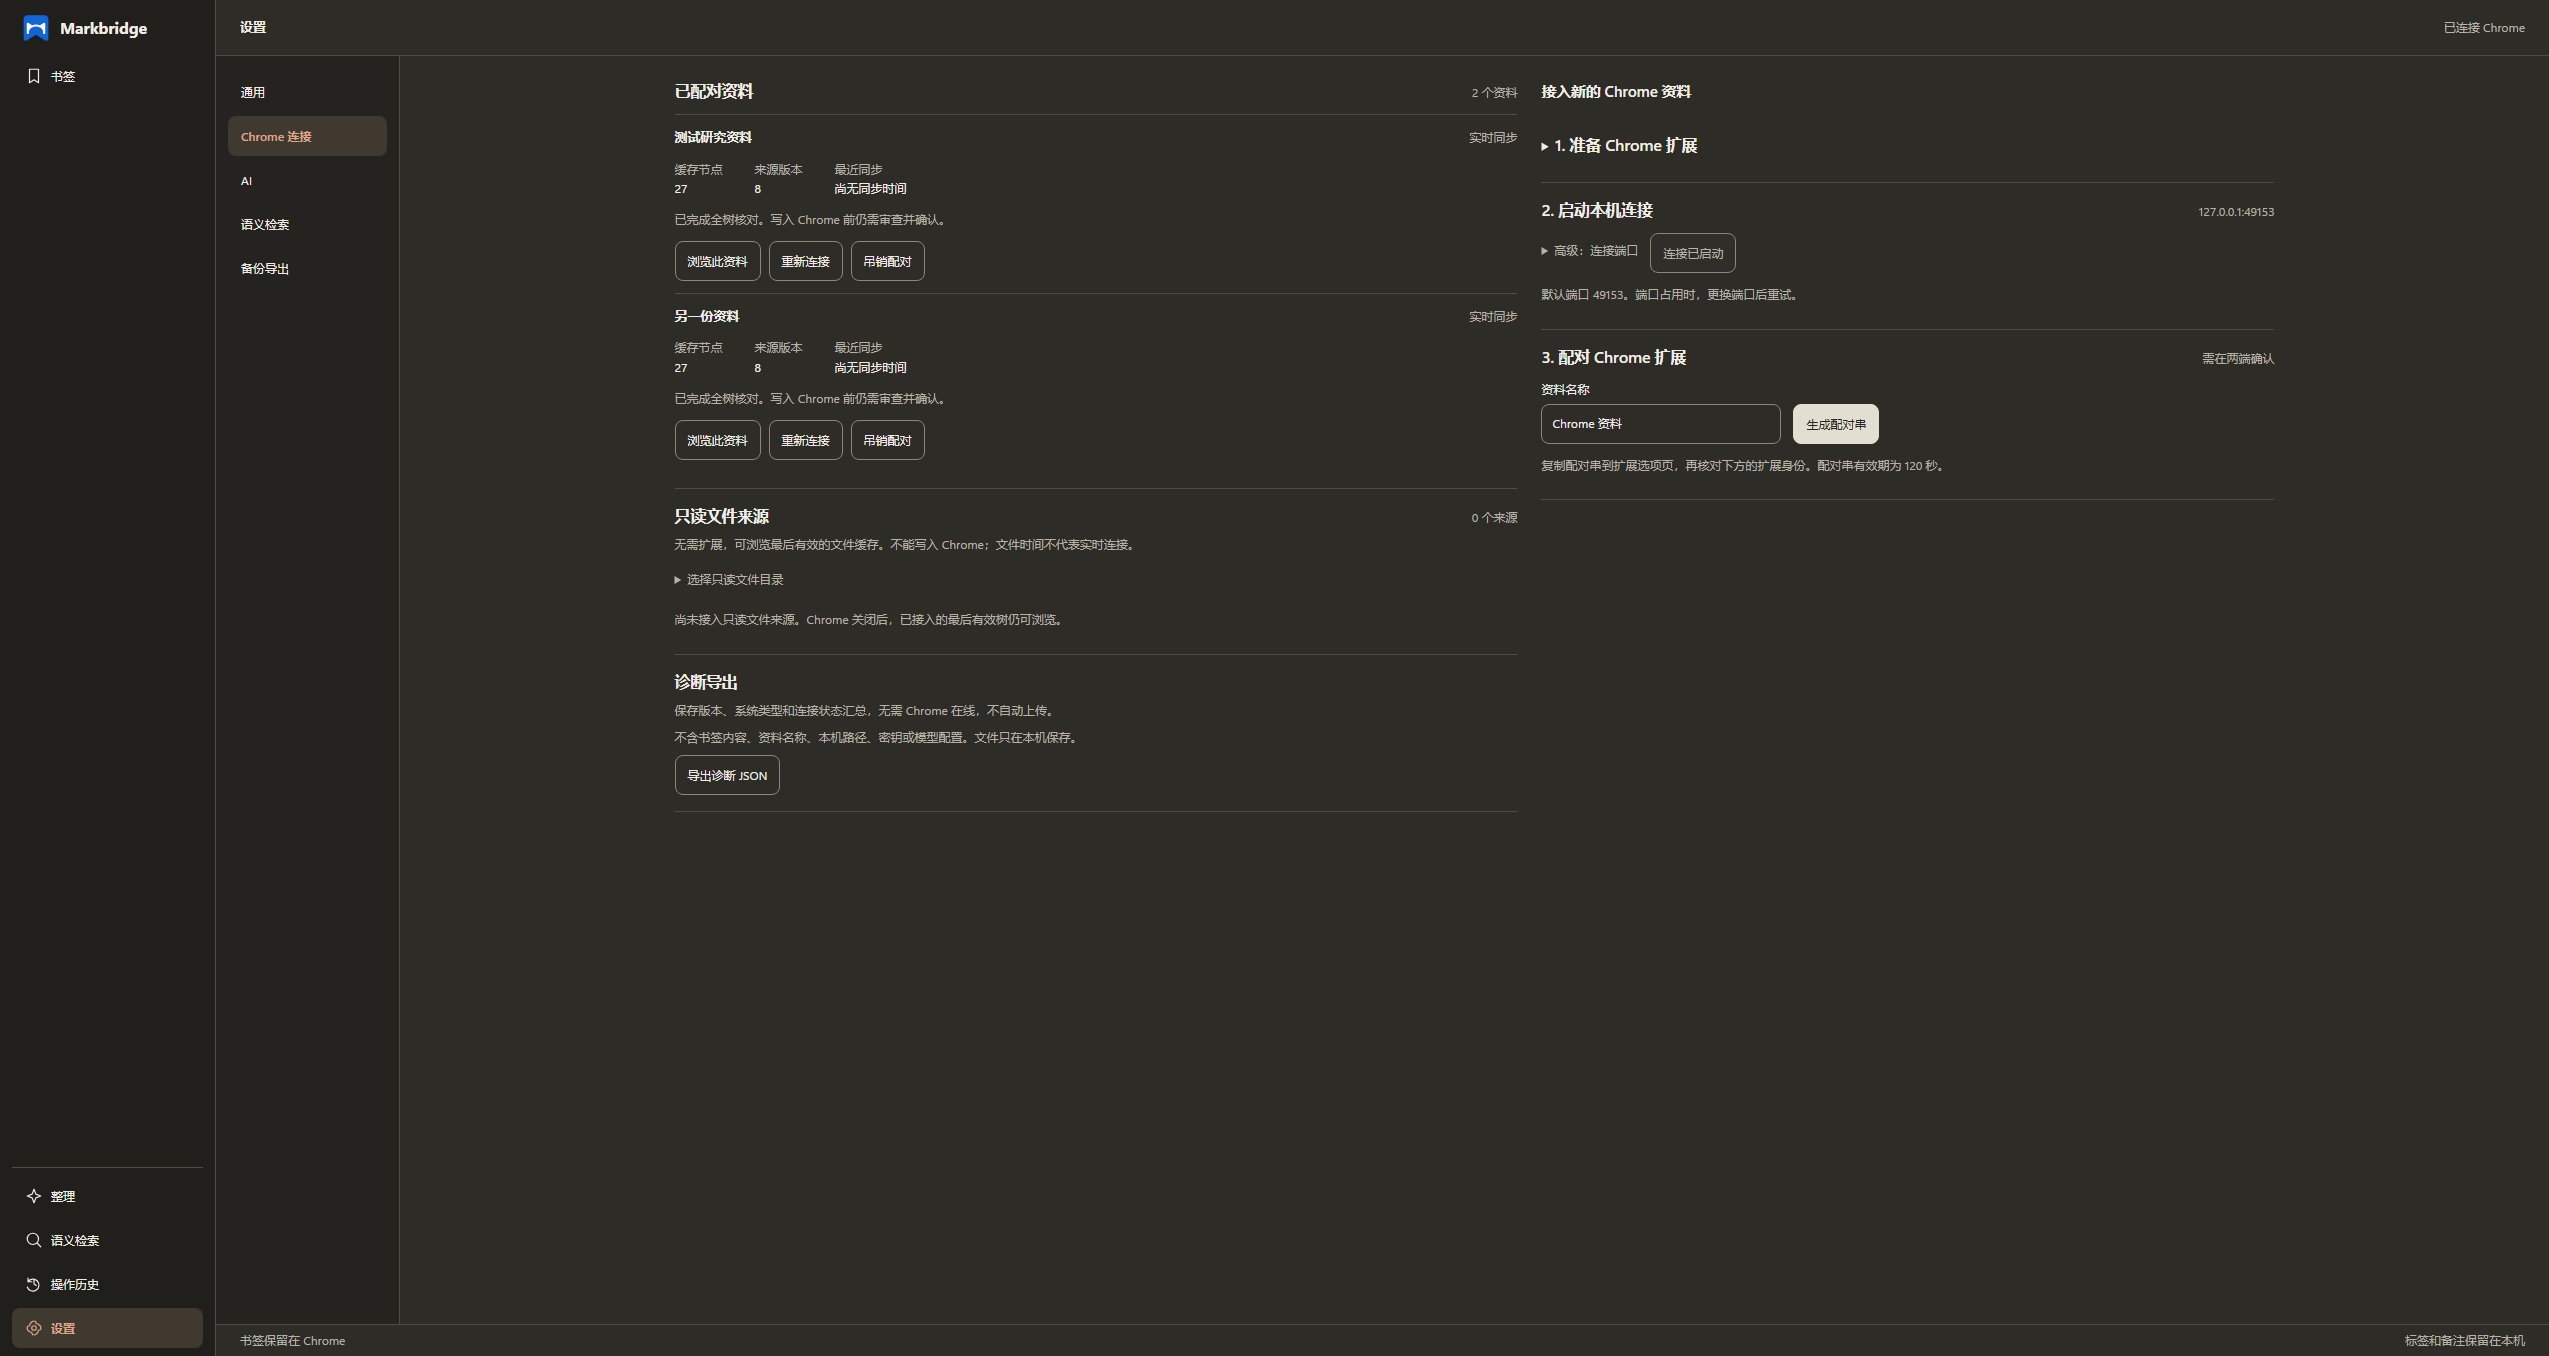 Markbridge
书签
整理
语义检索
操作历史
设置
设置
已连接 Chrome
通用
Chrome 连接
AI
语义检索
备份导出
已配对资料
2 个资料
测试研究资料
实时同步
缓存节点 来源版本 最近同步
27 8 尚无同步时间
已完成全树核对。写入 Chrome 前仍需审查并确认。
浏览此资料 重新连接 吊销配对
另一份资料
实时同步
缓存节点 来源版本 最近同步
27 8 尚无同步时间
已完成全树核对。写入 Chrome 前仍需审查并确认。
浏览此资料 重新连接 吊销配对
只读文件来源
0 个来源
无需扩展，可浏览最后有效的文件缓存。不能写入 Chrome；文件时间不代表实时连接。
选择只读文件目录
尚未接入只读文件来源。Chrome 关闭后，已接入的最后有效树仍可浏览。
诊断导出
保存版本、系统类型和连接状态汇总，无需 Chrome 在线，不自动上传。
不含书签内容、资料名称、本机路径、密钥或模型配置。文件只在本机保存。
导出诊断 JSON
接入新的 Chrome 资料
1. 准备 Chrome 扩展
2. 启动本机连接
127.0.0.1:49153
高级：连接端口 连接已启动
默认端口 49153。端口占用时，更换端口后重试。
3. 配对 Chrome 扩展
需在两端确认
资料名称
Chrome 资料 生成配对串
复制配对串到扩展选项页，再核对下方的扩展身份。配对串有效期为 120 秒。
书签保留在 Chrome
标签和备注保留在本机